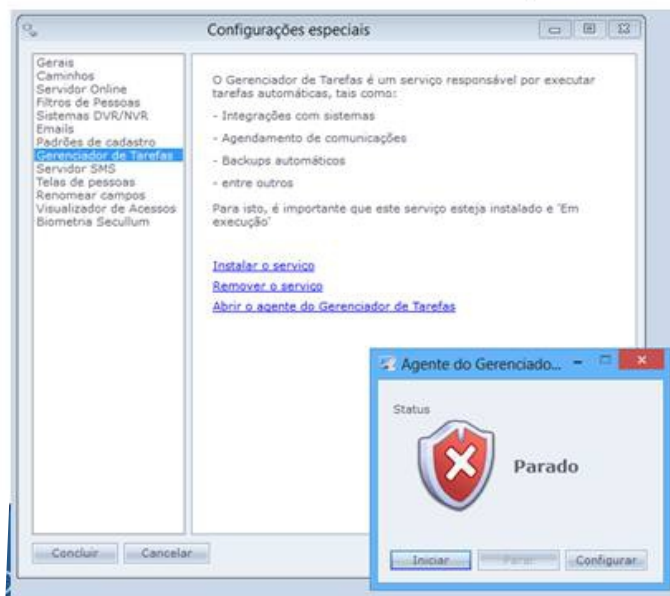 Configurações especiais
Gerais
Caminhos
Servidor Online
Filtros de Pessoas
Sistemas DVR/NVR
Emails
Padrões de cadastro
Gerenciador de Tarefas
Servidor SMS
Telas de pessoas
Renomear campos
Visualizador de Acessos
Biometria Secullum
O Gerenciador de Tarefas é um serviço responsável por executar
tarefas automáticas, tais como:
- Integrações com sistemas
- Agendamento de comunicações
- Backups automáticos
- entre outros
Para isto, é importante que este serviço esteja instalado e 'Em
execução'
Instalar o serviço
Remover o serviço
Abrir o agente do Gerenciador de Tarefas
Agente do Gerenciado...
Status
Parado
Iniciar
Parar
Configurar
Concluir
Cancelar